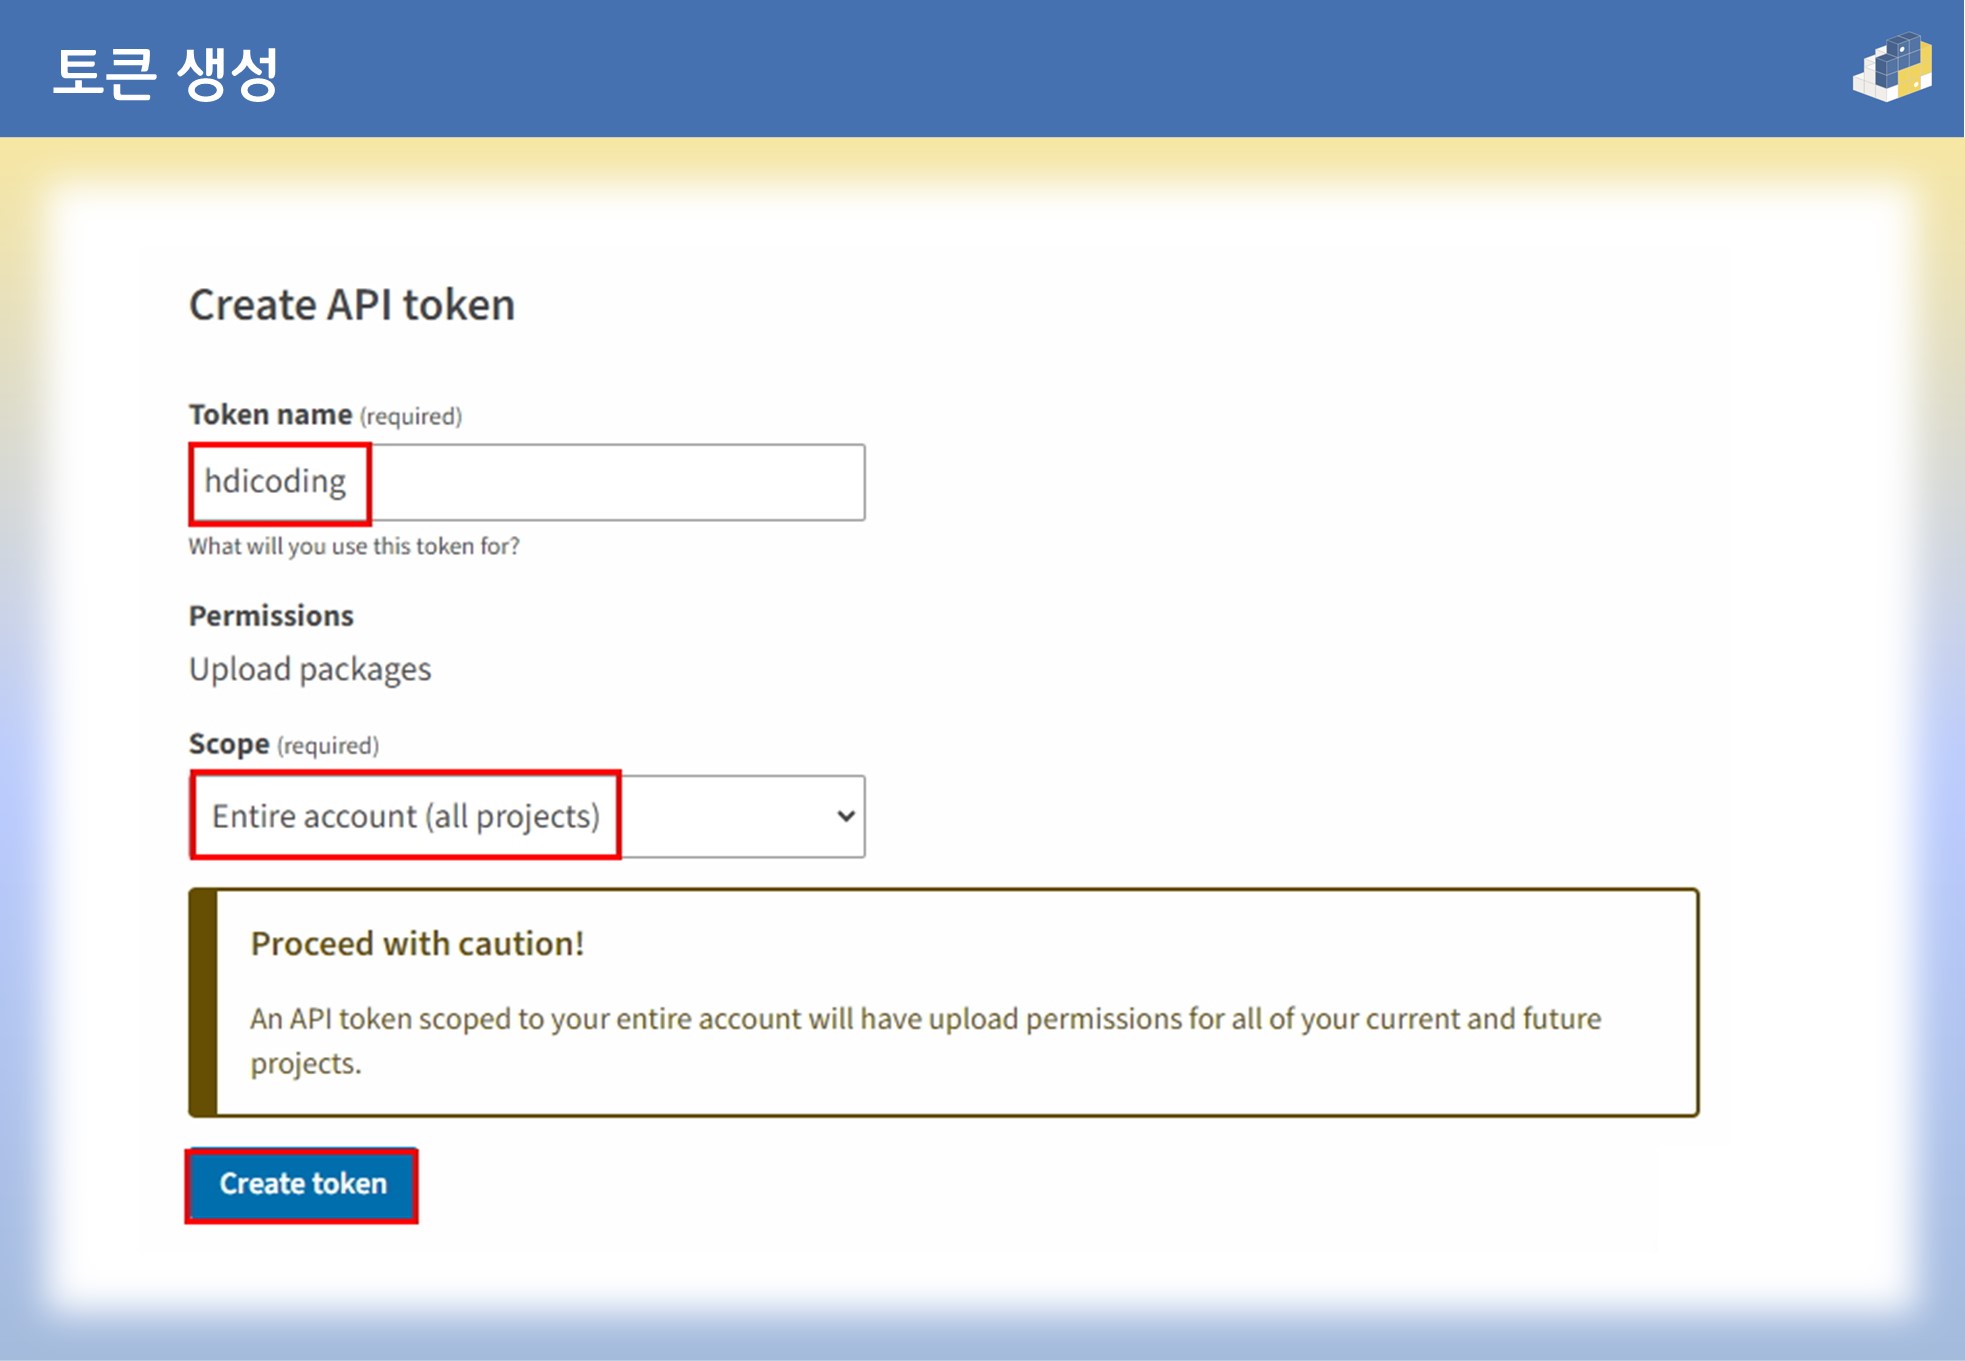 토큰 생성
Create API token
Token name (required)
hdicoding
What will you use this token for?
Permissions
Upload packages
Scope (required)
Entire account (all projects)
Proceed with caution!
An API token scoped to your entire account will have upload permissions for all of your current and future
projects.
Create token